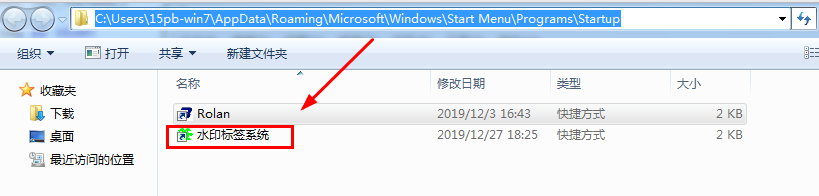 C:\Users\15pb-win7\AppData\Roaming\Microsoft\Windows\Start Menu\Programs\Startup
组织 打开 共享 新建文件夹
收藏夹
下载
桌面
最近访问的位置
名称 修改日期 类型 大小
Rolan 2019/12/3 16:43 快捷方式 2 KB
水印标签系统 2019/12/27 18:25 快捷方式 2 KB